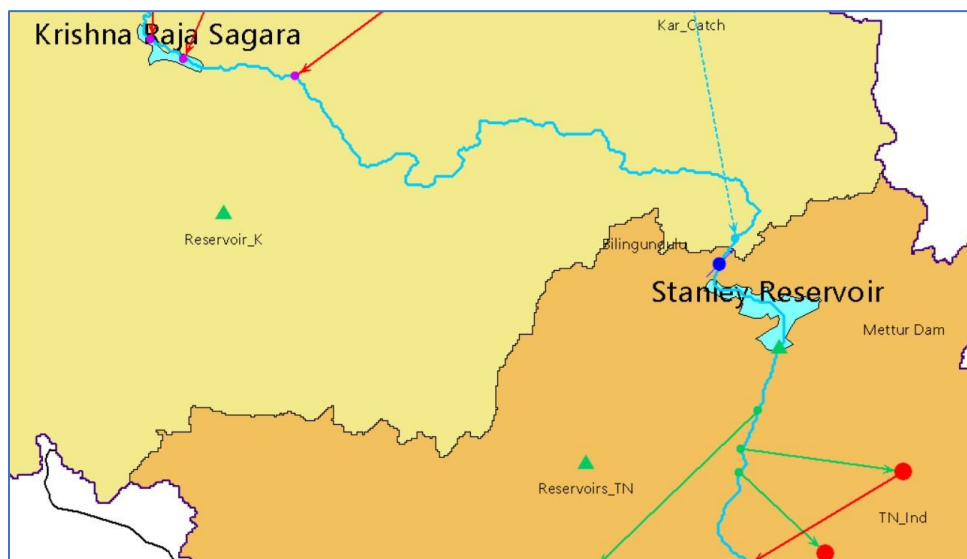 Kar_Catch
Krishna Raja Sagara
Reservoir_K
Bilingundulu
Stanley Reservoir
Mettur Dam
Reservoirs_TN
TN_Ind